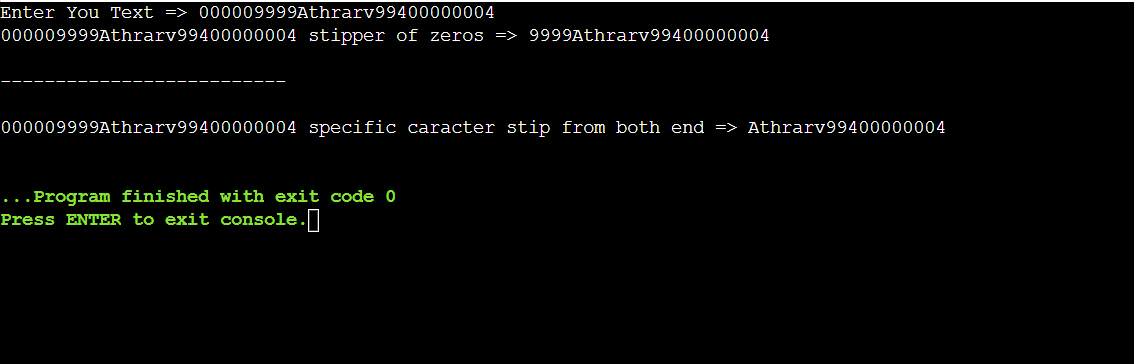 Enter You Text => 000009999Athrarv99400000004
000009999Athrarv99400000004 stipper of zeros => 9999Athrarv99400000004
--------------------------
000009999Athrarv99400000004 specific caracter stip from both end => Athrarv99400000004
...Program finished with exit code 0
Press ENTER to exit console.